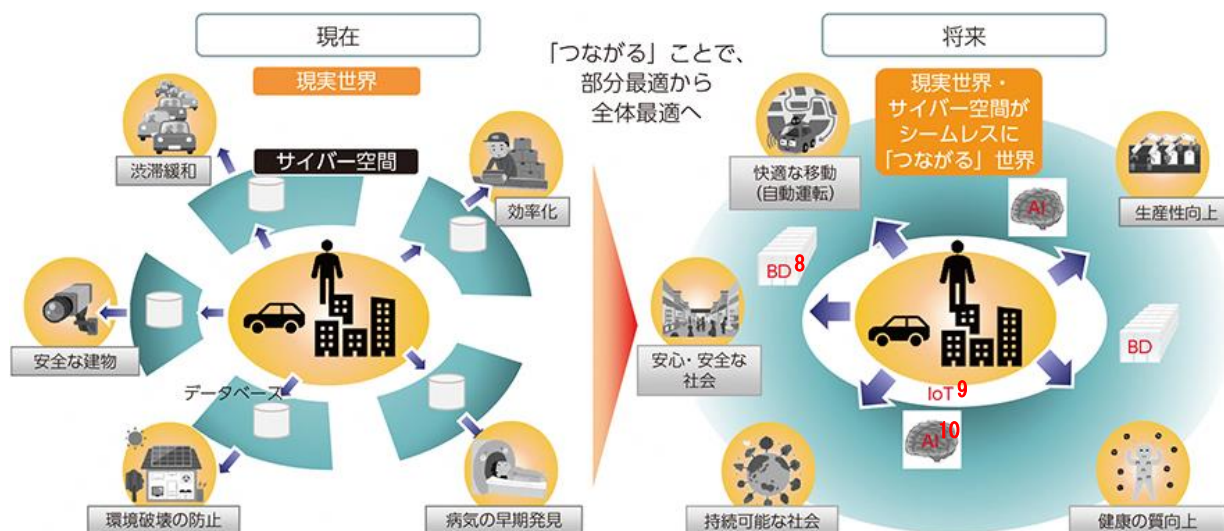 現在
現実世界
サイバー空間
渋滞緩和
効率化
安全な建物
データベース
環境破壊の防止
病気の早期発見
「つながる」ことで、
部分最適から
全体最適へ
将来
現実世界・
サイバー空間が
シームレスに
「つながる」世界
快適な移動
(自動運転)
AI
生産性向上
BD 8
安心・安全な
社会
BD
IoT 9
AI 10
持続可能な社会
健康の質向上